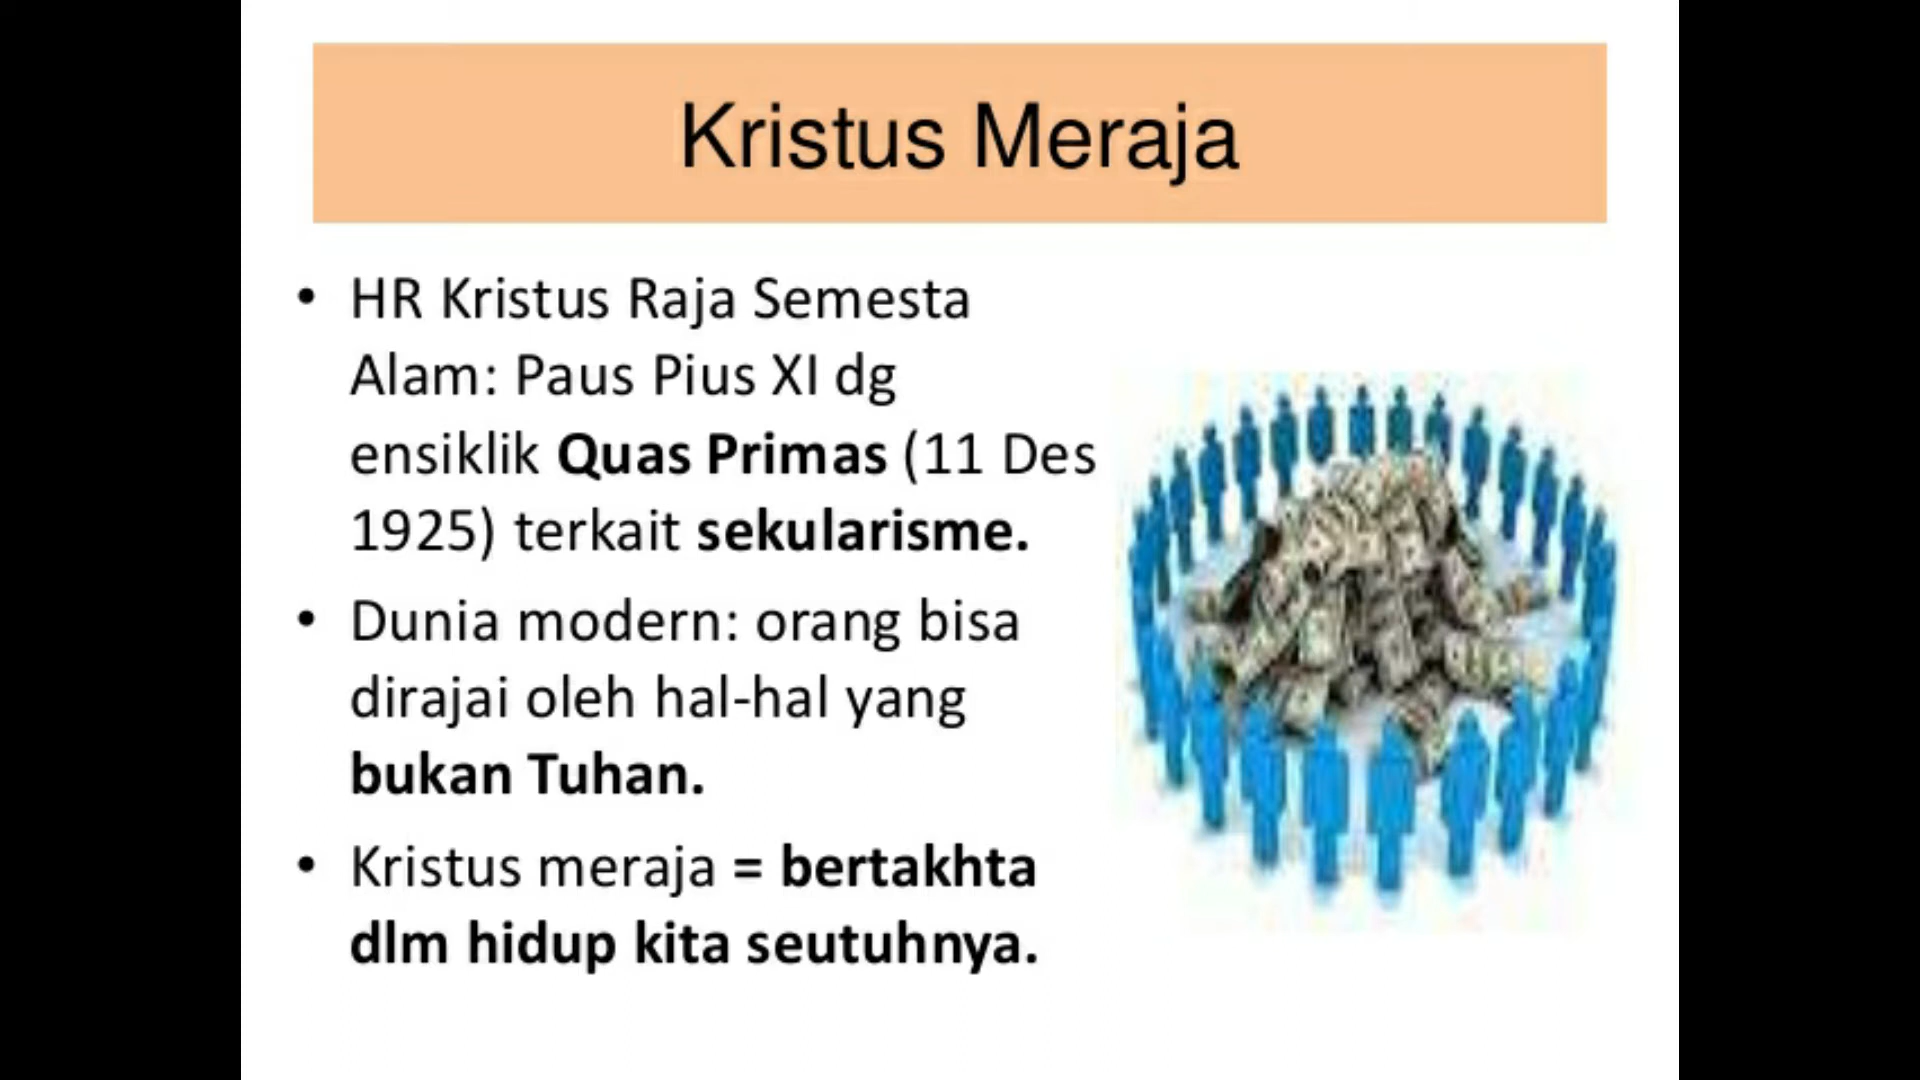 Kristus Meraja
• HR Kristus Raja Semesta
Alam: Paus Pius XI dg
ensiklik Quas Primas (11 Des
1925) terkait sekularisme.
• Dunia modern: orang bisa
dirajai oleh hal-hal yang
bukan Tuhan.
• Kristus meraja = bertakhta
dlm hidup kita seutuhnya.